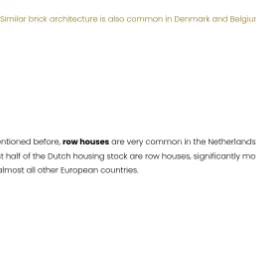 Similar brick architecture is also common in Denmark and Belgiu
ntioned before, row houses are very common in the Netherlands
t half of the Dutch housing stock are row houses, significantly mo
almost all other European countries.